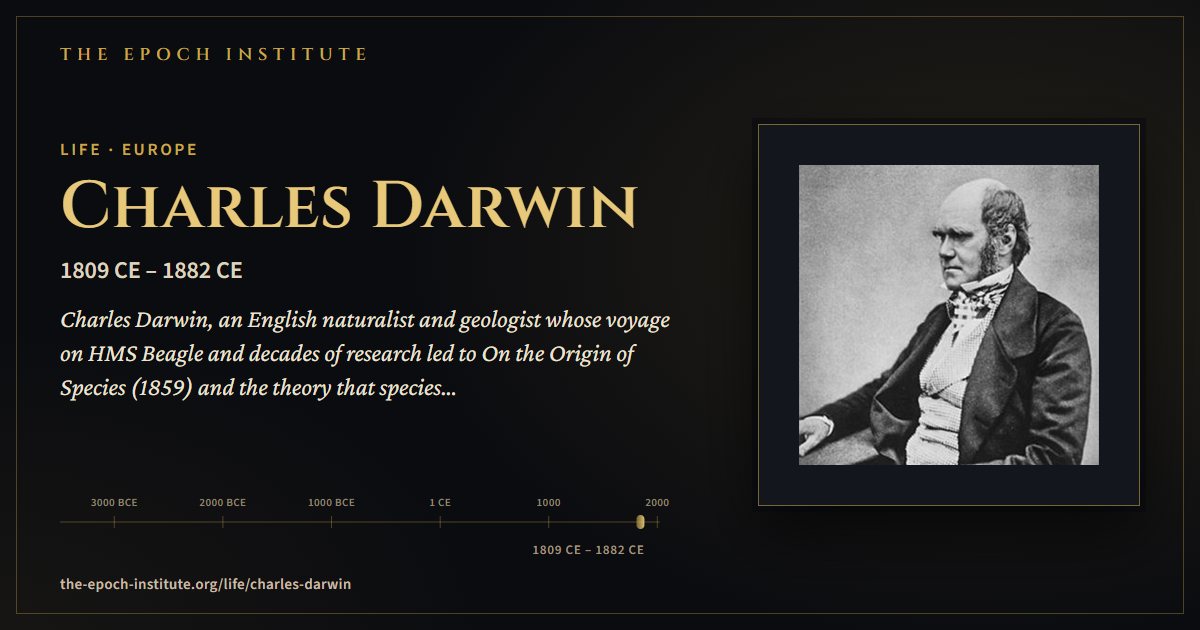 THE EPOCH INSTITUTE
LIFE · EUROPE
CHARLES DARWIN
1809 CE – 1882 CE
Charles Darwin, an English naturalist and geologist whose voyage
on HMS Beagle and decades of research led to On the Origin of
Species (1859) and the theory that species...
3000 BCE 2000 BCE 1000 BCE 1 CE 1000 2000
1809 CE – 1882 CE
the-epoch-institute.org/life/charles-darwin